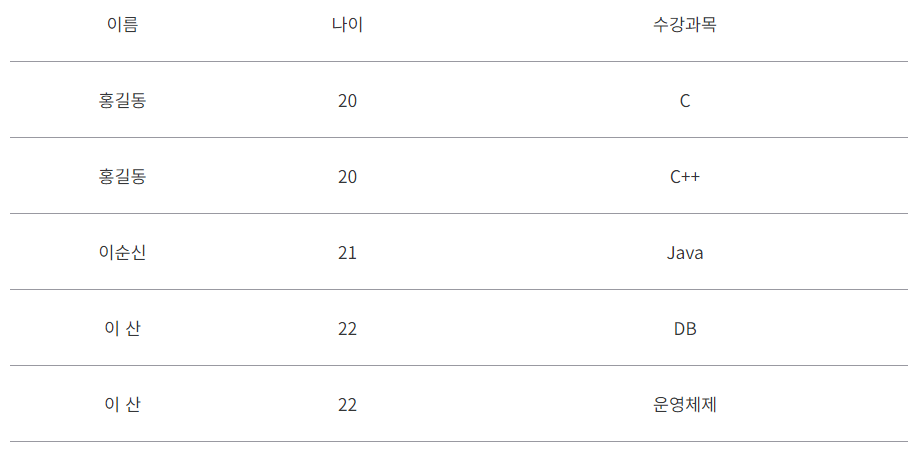 이름 나이 수강과목
홍길동 20 C
홍길동 20 C++
이순신 21 Java
이 산 22 DB
이 산 22 운영체제